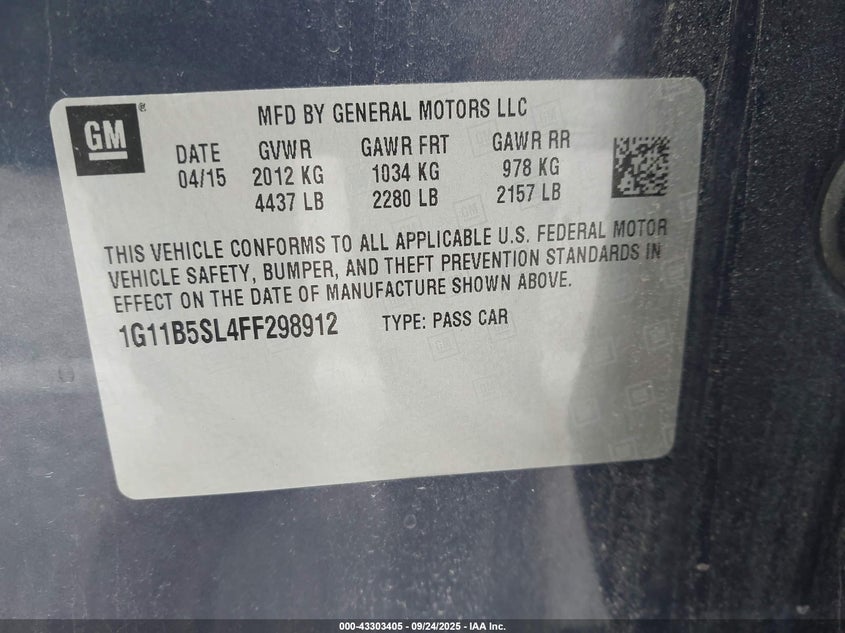 GM®
MFD BY GENERAL MOTORS LLC
DATE GVWR GAWR FRT GAWR RR
04/15 2012 KG 1034 KG 978 KG
4437 LB 2280 LB 2157 LB
THIS VEHICLE CONFORMS TO ALL APPLICABLE U.S. FEDERAL MOTOR
VEHICLE SAFETY, BUMPER, AND THEFT PREVENTION STANDARDS IN
EFFECT ON THE DATE OF MANUFACTURE SHOWN ABOVE.
1G11B5SL4FF298912 TYPE: PASS CAR
000-43303405 - 09/24/2025 - IAA Inc.